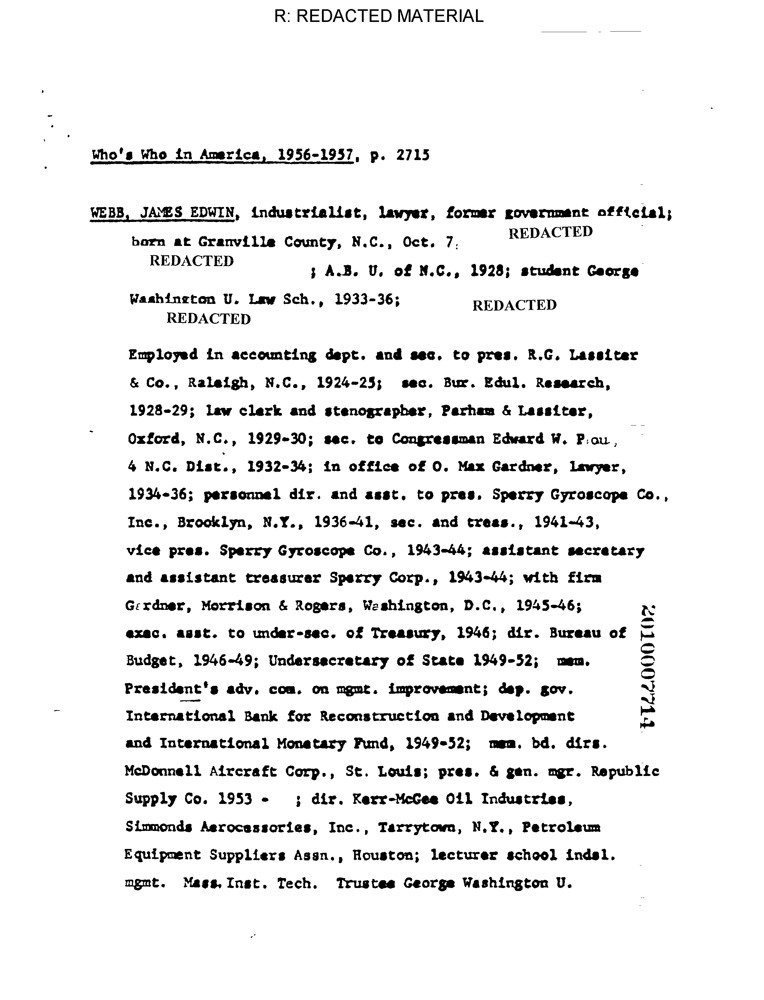 R: REDACTED MATERIAL
Who's Who in America, 1956-1957, p. 2715
WEBB, JAMES EDWIN, industrialist, lawyer, former government official;
born at Granville County, N.C., Oct. 7. REDACTED
REDACTED ; A.B. U. of N.C., 1928; student George
Washington U. Law Sch., 1933-36; REDACTED
REDACTED
Employed in accounting dept. and sec. to pres. R.G. Lassiter
& Co., Raleigh, N.C., 1924-25; sec. Bur. Edul. Research,
1928-29; law clerk and stenographer, Parham & Lassiter,
Oxford, N.C., 1929-30; sec. to Congressman Edward W.
4 N.C. Dist., 1932-34; in office of O. Max Gardner, lawyer,
1934-36; personnel dir. and asst. to pres. Sperry Gyroscope Co.,
Inc., Brooklyn, N.Y., 1936-41, sec. and treas., 1941-43,
vice pres. Sperry Gyroscope Co., 1943-44; assistant secretary
and assistant treasurer Sperry Corp., 1943-44; with firm
Gardner, Morrison & Rogers, Washington, D.C., 1945-46;
exec. asst. to under-sec. of Treasury, 1946; dir. Bureau of
Budget, 1946-49; Undersecretary of State 1949-52; mem.
President's adv. com. on mgmt. improvement; dep. gov.
International Bank for Reconstruction and Development
and International Monetary Fund, 1949-52; mem. bd. dirs.
McDonnell Aircraft Corp., St. Louis; pres. & gen. mgr. Republic
Supply Co. 1953 - ; dir. Kerr-McGee Oil Industries,
Simmonds Aerocessories, Inc., Tarrytown, N.Y., Petroleum
Equipment Suppliers Assn., Houston; lecturer school indsl.
mgmt. Mass. Inst. Tech. Trustee George Washington U.
2010007714